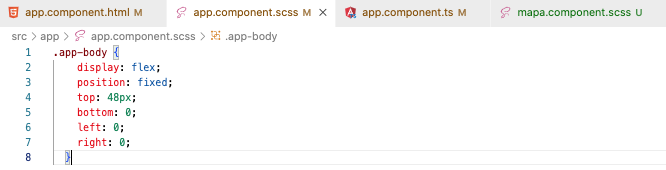 app.component.html M app.component.scss M app.component.ts M mapa.component.scss U
src > app > app.component.scss > .app-body
1 .app-body {
2 display: flex;
3 position: fixed;
4 top: 48px;
5 bottom: 0;
6 left: 0;
7 right: 0;
8 }